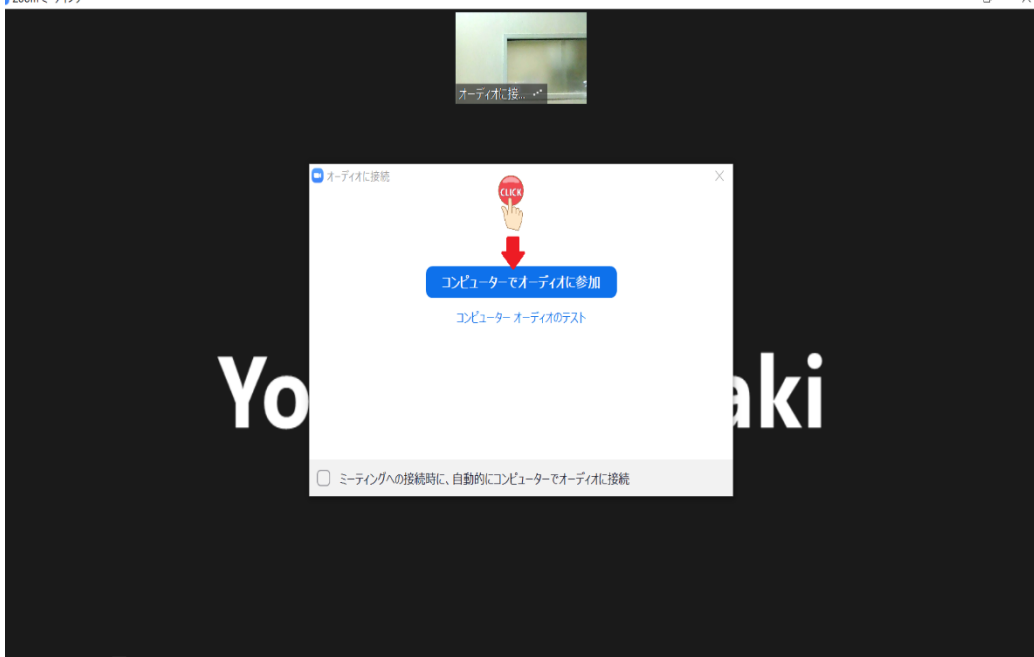 オーディオに接...
オーディオに接続
CLICK
コンピューターでオーディオに参加
コンピューター オーディオのテスト
Yo
aki
ミーティングへの接続時に、自動的にコンピューターでオーディオに接続